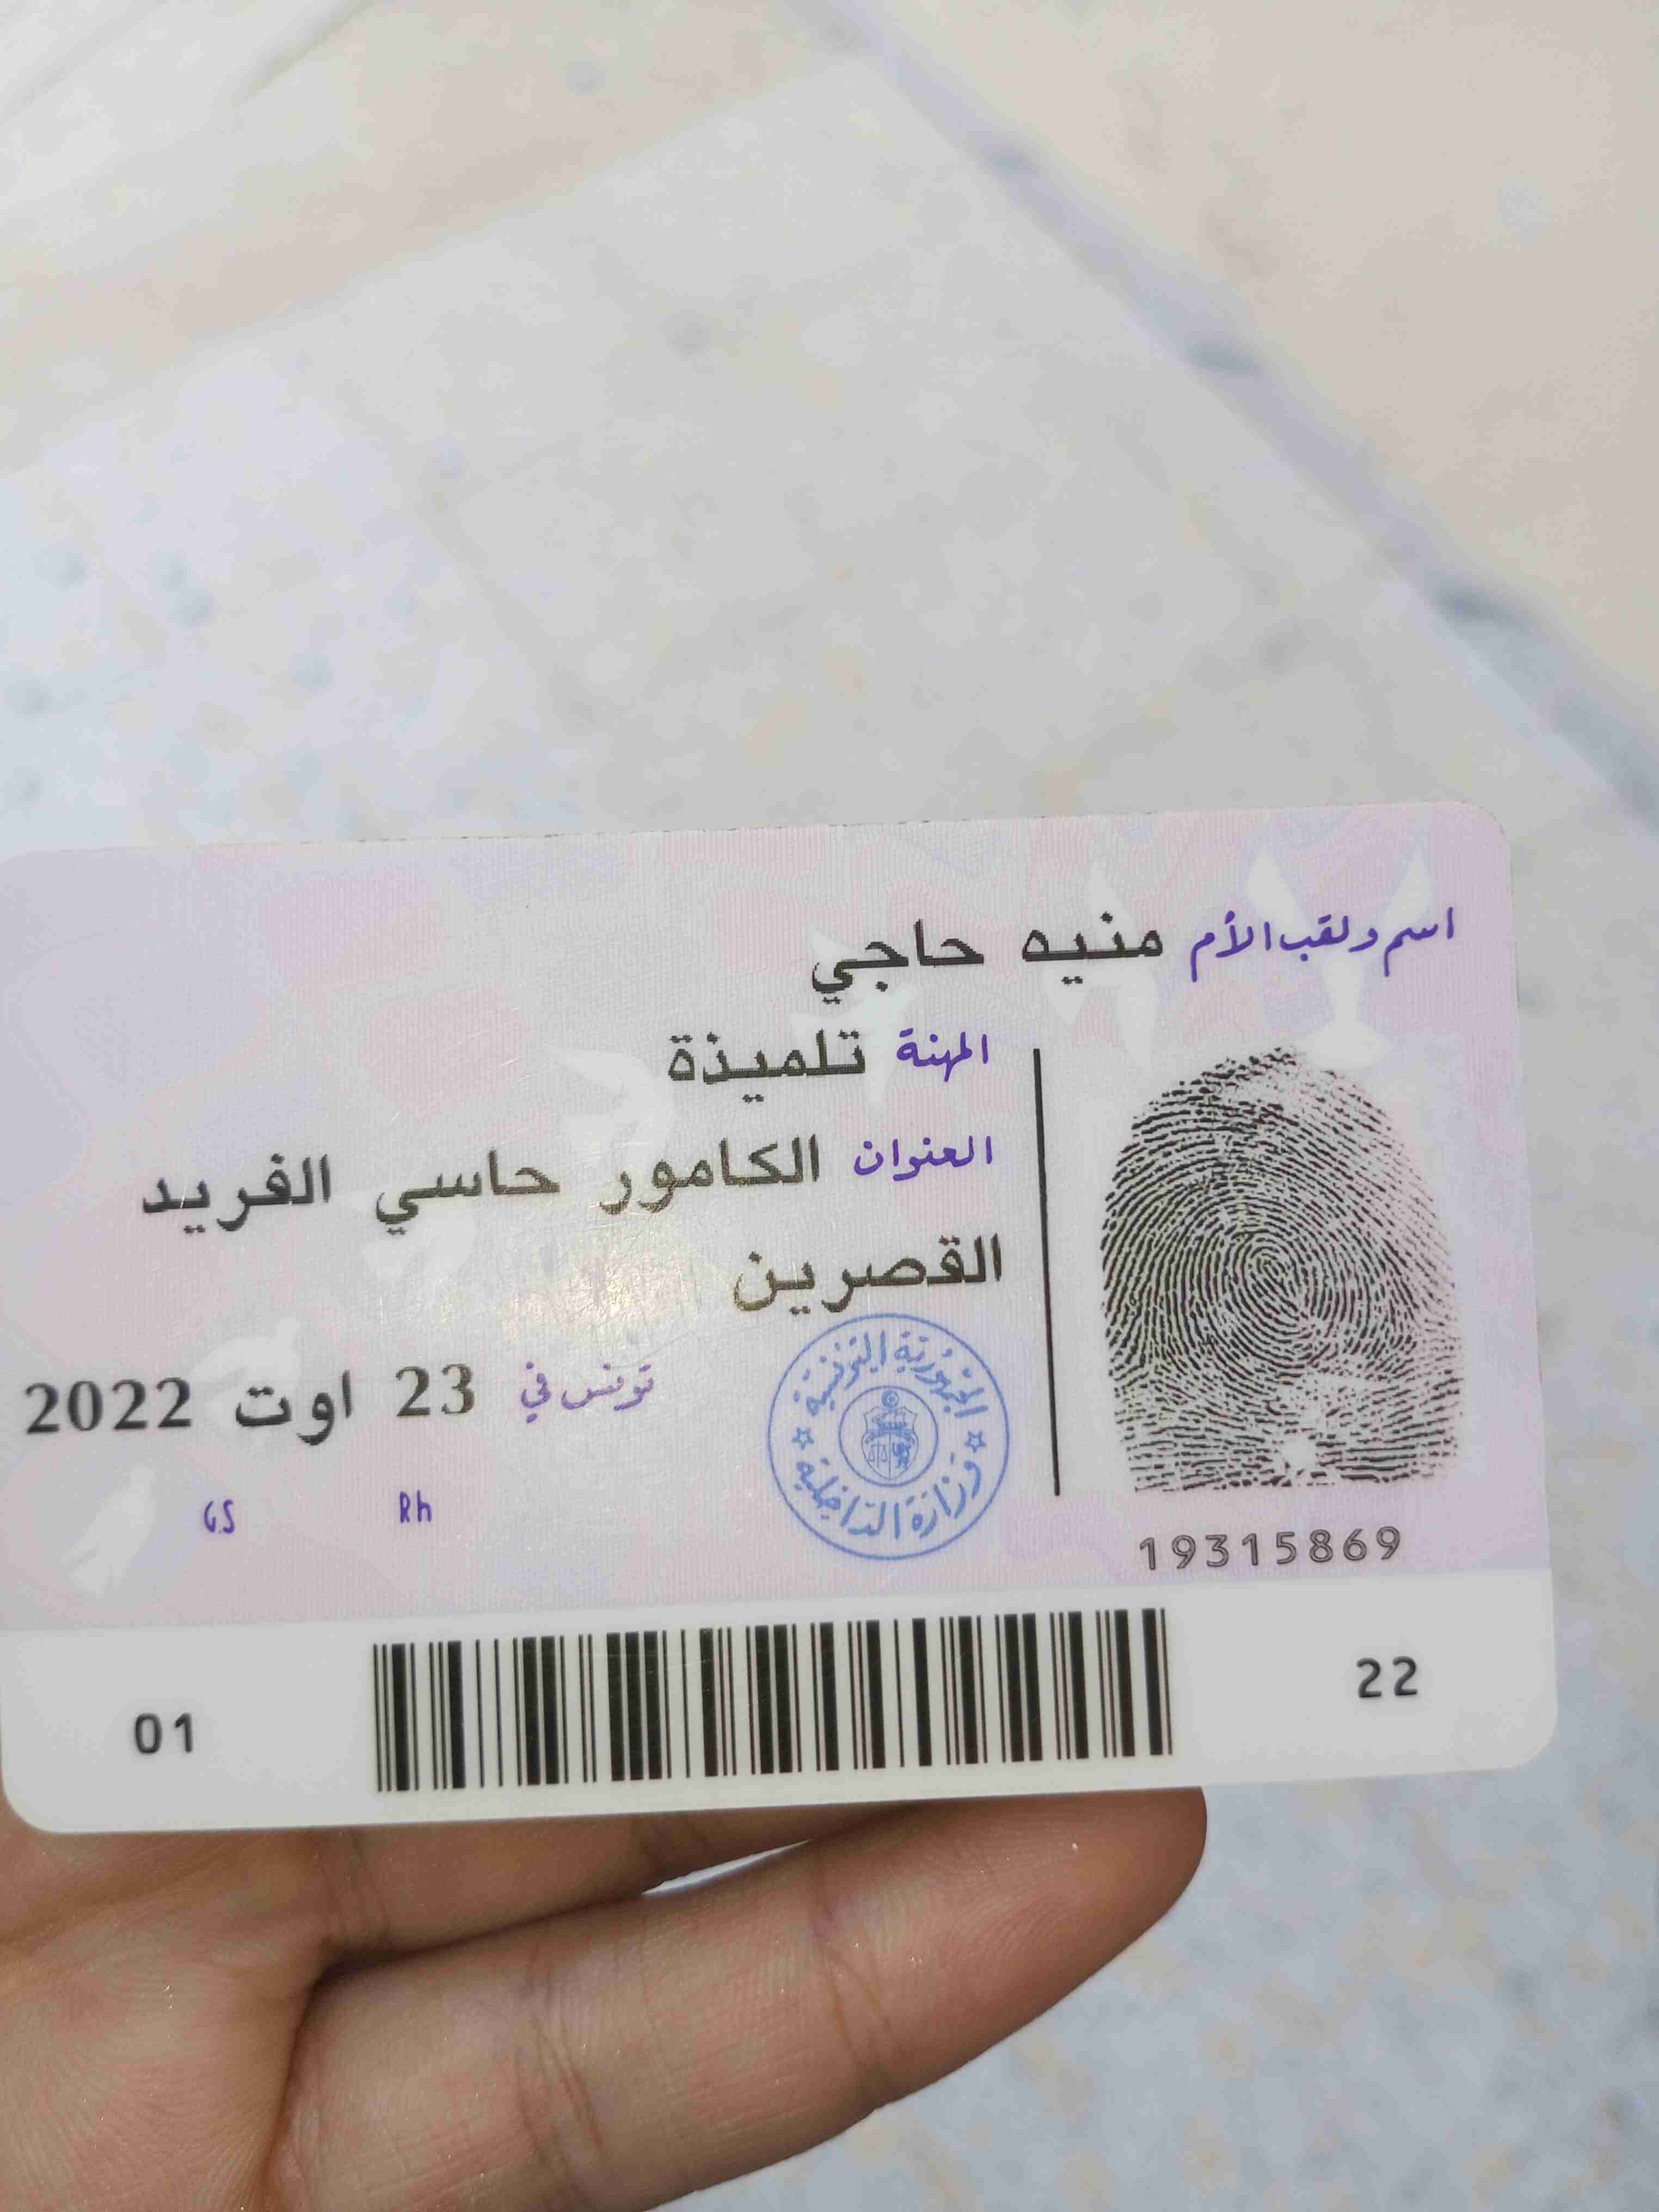 اسم ولقب الأم منيه حاجي
المهنة تلميذة
العنوان الكامور حاسي الفريد
القصرين
تونس في 23 اوت 2022
الجمهورية التونسية
وزارة الداخلية
Rh
GS
19315869
22
01